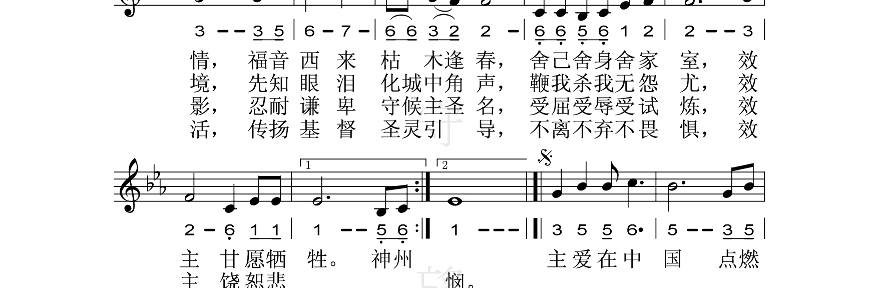 3 - - 3 5 | 6 - 7 - | 6 6 3 2 2 - | 6 6 5 6 1 2 | 2 - - 3
情， 福音 西 来 枯 木逢 春， 舍己舍身舍家 室， 效
境， 先知 眼 泪 化城中角 声， 鞭我杀我无怨 尤， 效
影， 忍耐 谦 卑 守候主圣 名， 受屈受辱受试 炼， 效
活， 传扬 基 督 圣灵引 导， 不离不弃不畏 惧， 效
1 2
2 - 6 1 1 | 1 - - 5 6 :| 1 - - - | 3 5 5 6· | 5 - - 3 5
主 甘 愿牺 牲。 神州 主 爱在中 国 点燃
主 饶 恕悲 悯。